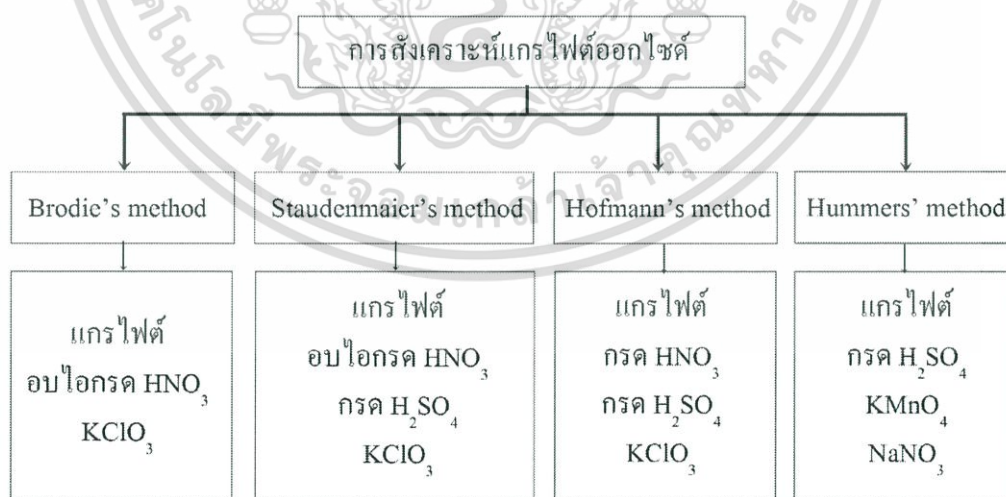 การสังเคราะห์แกรไฟต์ออกไซด์
Brodie's method
Staudenmaier's method
Hofmann's method
Hummers' method
แกรไฟต์
อบไอกรด HNO₃
KClO₃
แกรไฟต์
อบไอกรด HNO₃
กรด H₂SO₄
KClO₃
แกรไฟต์
กรด HNO₃
กรด H₂SO₄
KClO₃
แกรไฟต์
กรด H₂SO₄
KMnO₄
NaNO₃